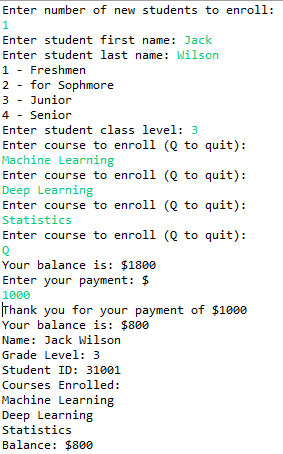 Enter number of new students to enroll:
1
Enter student first name: Jack
Enter student last name: Wilson
1 - Freshmen
2 - for Sophmore
3 - Junior
4 - Senior
Enter student class level: 3
Enter course to enroll (Q to quit):
Machine Learning
Enter course to enroll (Q to quit):
Deep Learning
Enter course to enroll (Q to quit):
Statistics
Enter course to enroll (Q to quit):
Q
Your balance is: $1800
Enter your payment: $
1000
Thank you for your payment of $1000
Your balance is: $800
Name: Jack Wilson
Grade Level: 3
Student ID: 31001
Courses Enrolled:
Machine Learning
Deep Learning
Statistics
Balance: $800